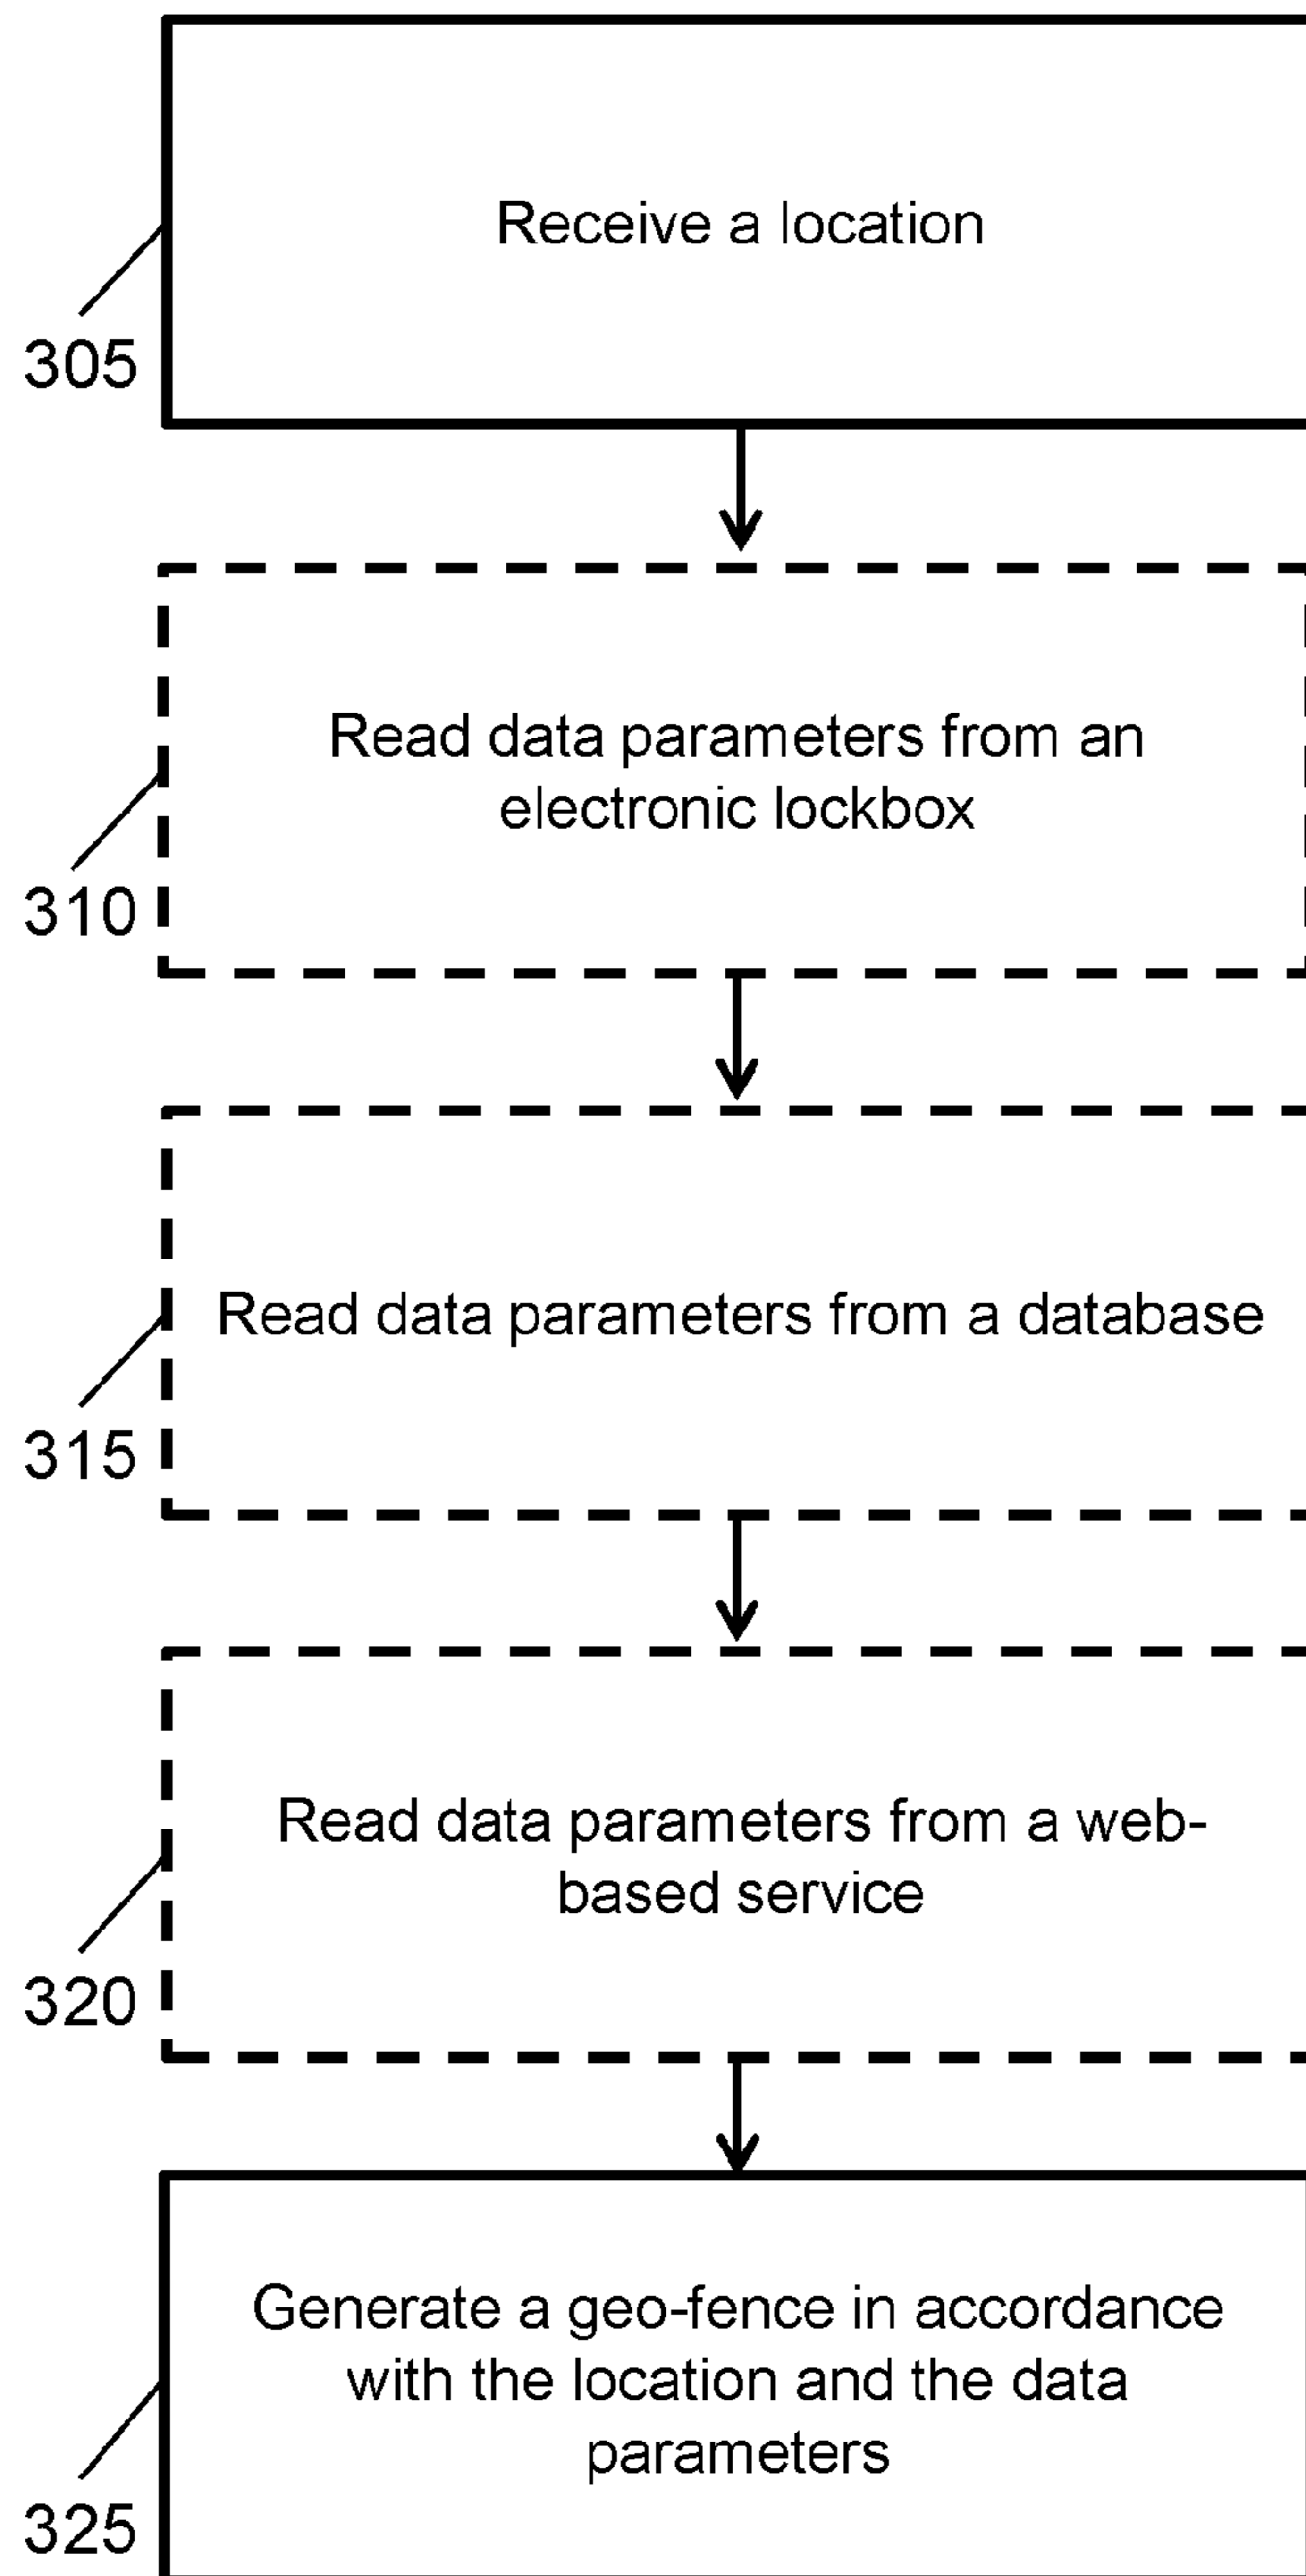 Receive a location
305
Read data parameters from an
electronic lockbox
310
Read data parameters from a database
315
Read data parameters from a web-
based service
320
Generate a geo-fence in accordance
with the location and the data
parameters
325